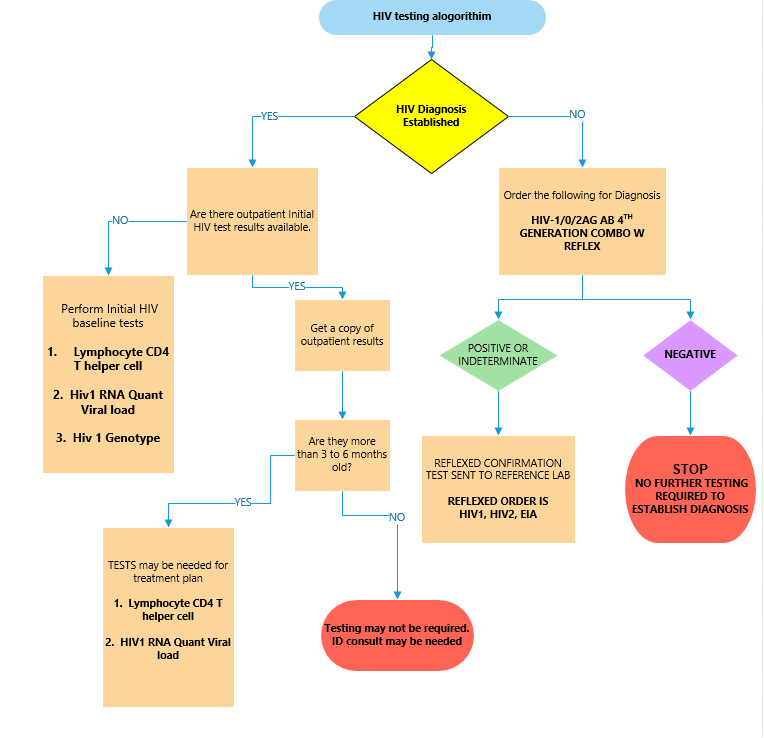 HIV testing alogorithim
HIV Diagnosis
Established
YES
NO
Are there outpatient Initial
HIV test results available.
Order the following for Diagnosis
HIV-1/0/2AG AB 4TH
GENERATION COMBO W
REFLEX
NO
YES
Perform Initial HIV
baseline tests
1. Lymphocyte CD4
T helper cell
2. Hiv1 RNA Quant
Viral load
3. Hiv 1 Genotype
Get a copy of
outpatient results
POSITIVE OR
INDETERMINATE
NEGATIVE
Are they more
than 3 to 6 months
old?
REFLEXED CONFIRMATION
TEST SENT TO REFERENCE LAB
REFLEXED ORDER IS
HIV1, HIV2, EIA
STOP
NO FURTHER TESTING
REQUIRED TO
ESTABLISH DIAGNOSIS
YES
NO
TESTS may be needed for
treatment plan
1. Lymphocyte CD4 T
helper cell
2. HIV1 RNA Quant Viral
load
Testing may not be required.
ID consult may be needed